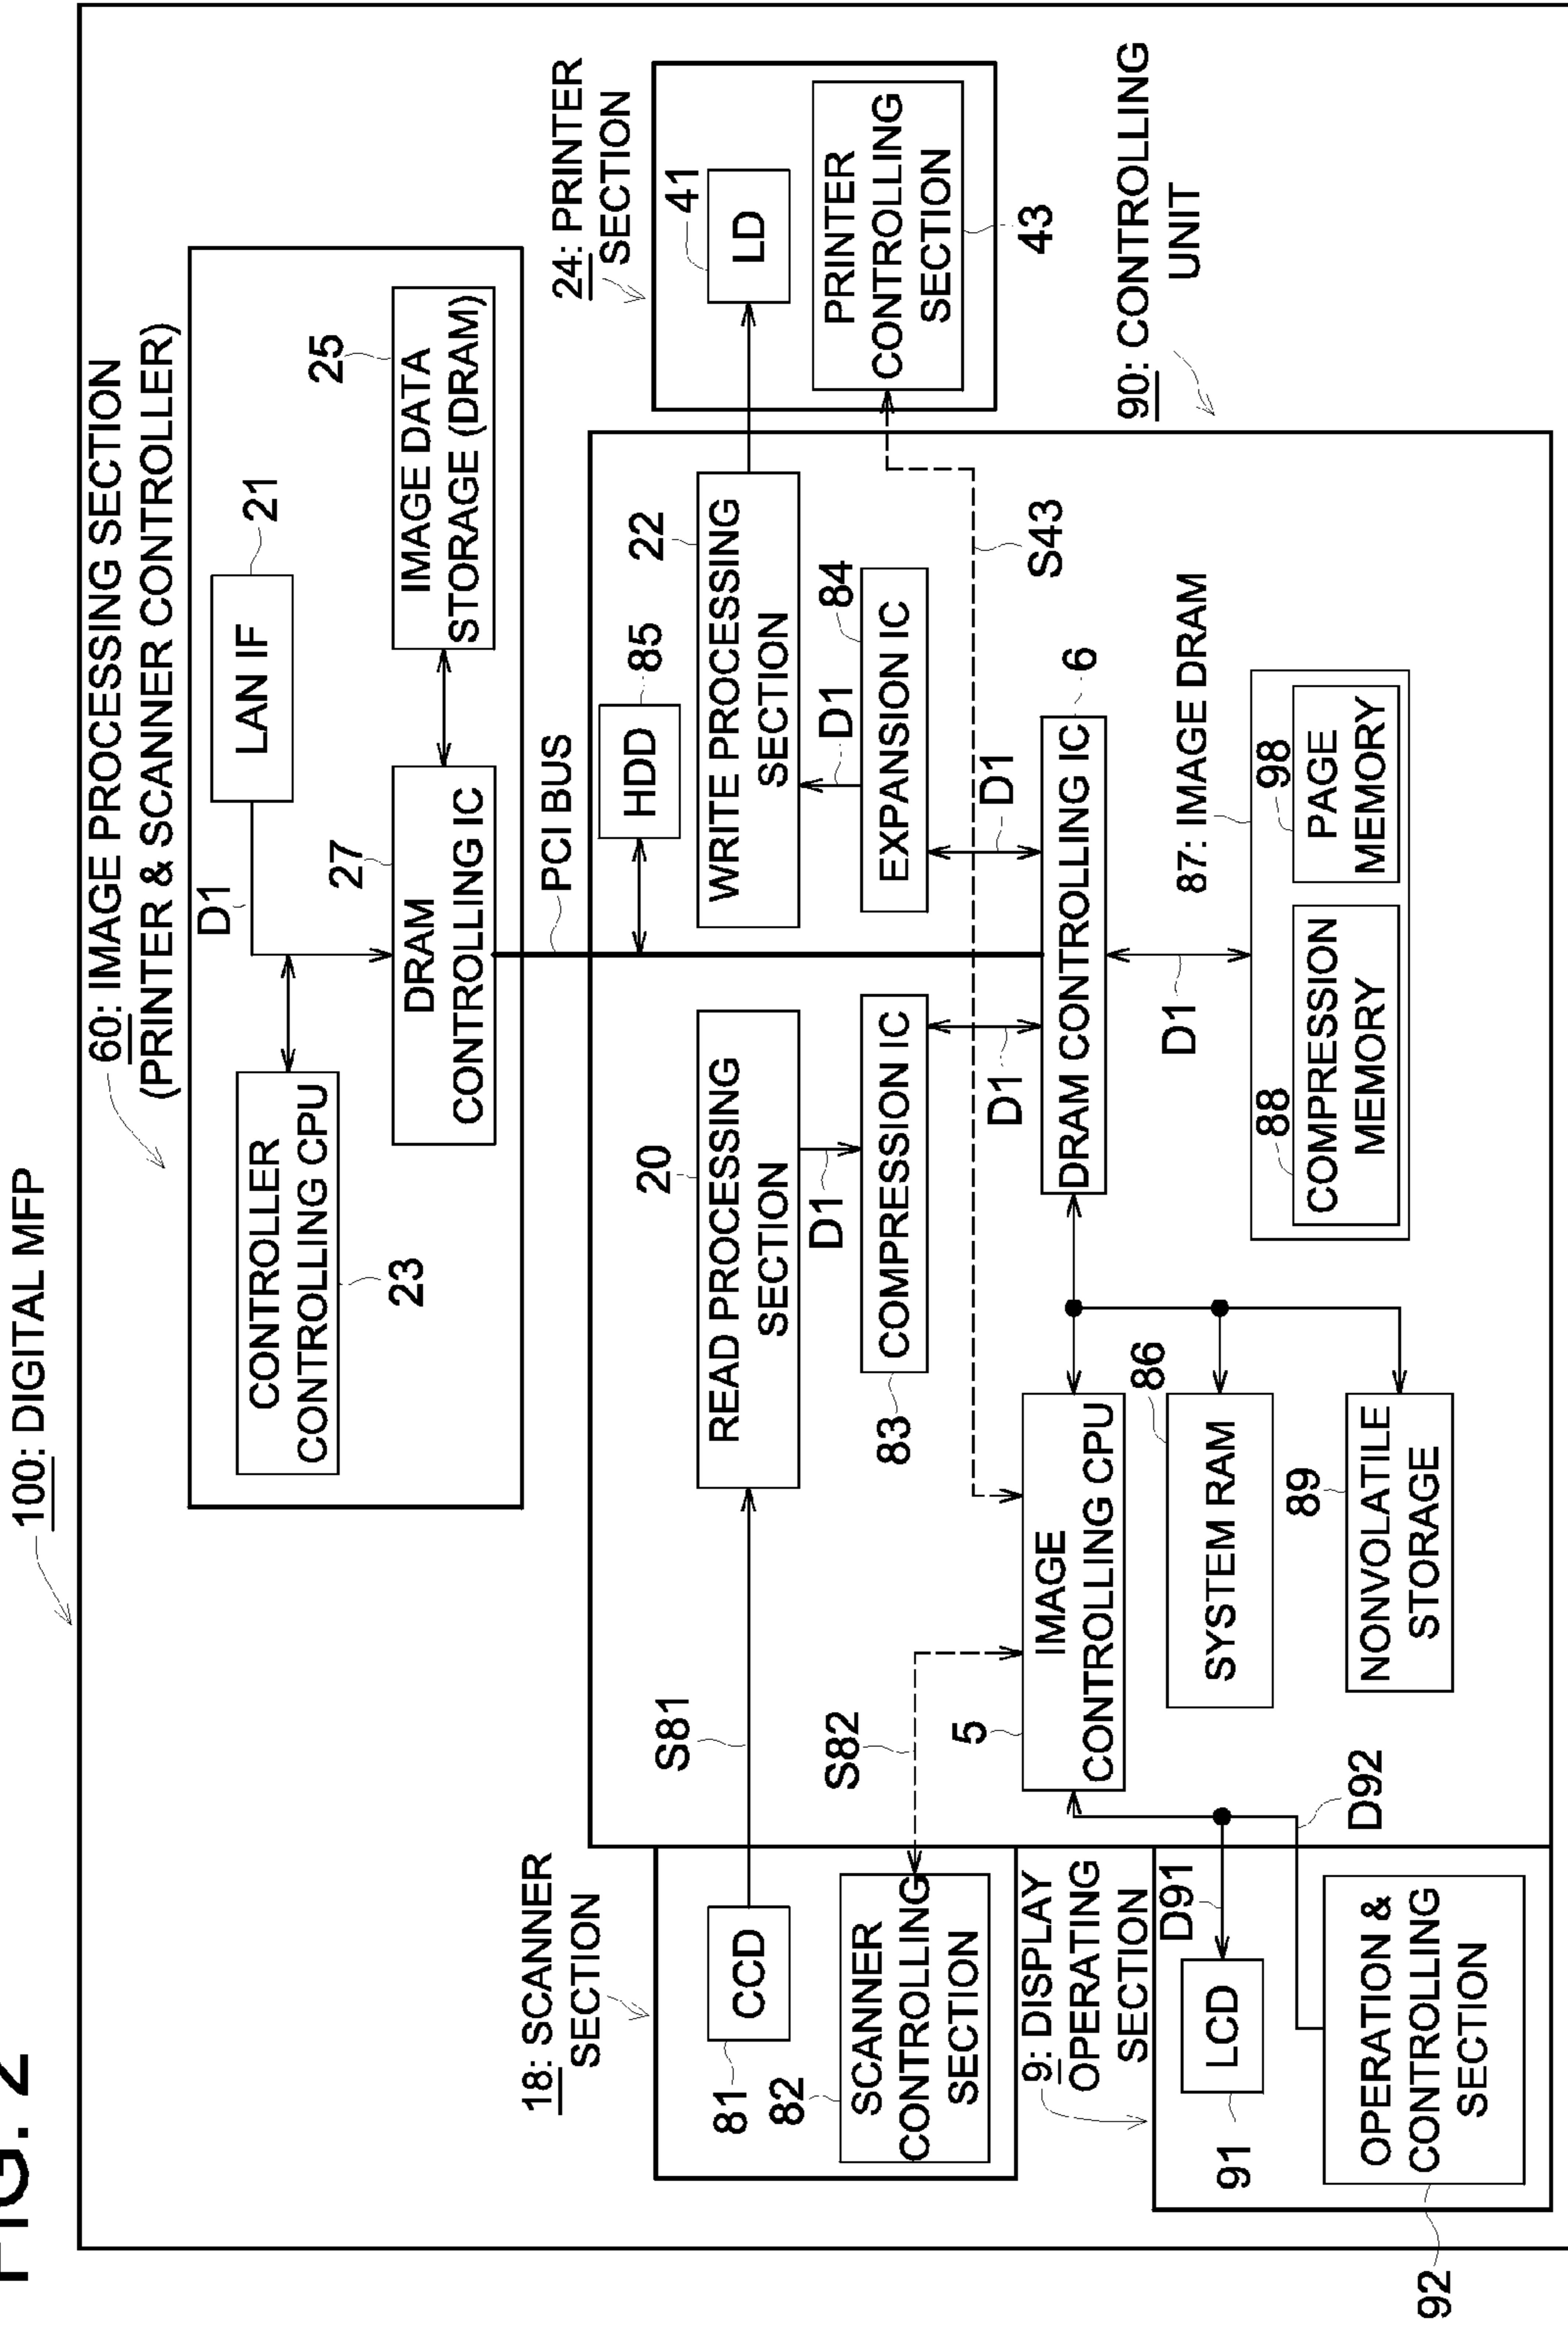 FIG. 2
100: DIGITAL MFP
60: IMAGE PROCESSING SECTION
(PRINTER & SCANNER CONTROLLER)
CONTROLLER
CONTROLLING CPU
23
D1
LAN IF
21
27
DRAM
CONTROLLING IC
25
IMAGE DATA
STORAGE (DRAM)
PCI BUS
18: SCANNER
SECTION
81
CCD
82
SCANNER
CONTROLLING
SECTION
S81
S82
20
READ PROCESSING
SECTION
D1
83
COMPRESSION IC
D1
HDD
85
22
WRITE PROCESSING
SECTION
D1
84
EXPANSION IC
D1
S43
24: PRINTER
SECTION
41
LD
PRINTER
CONTROLLING
SECTION
43
90: CONTROLLING
UNIT
5
IMAGE
CONTROLLING CPU
DRAM CONTROLLING IC
6
86
SYSTEM RAM
89
NONVOLATILE
STORAGE
D1
87: IMAGE DRAM
88
COMPRESSION
MEMORY
98
PAGE
MEMORY
9: DISPLAY
OPERATING
SECTION
D91
D92
LCD
91
OPERATION &
CONTROLLING
SECTION
92